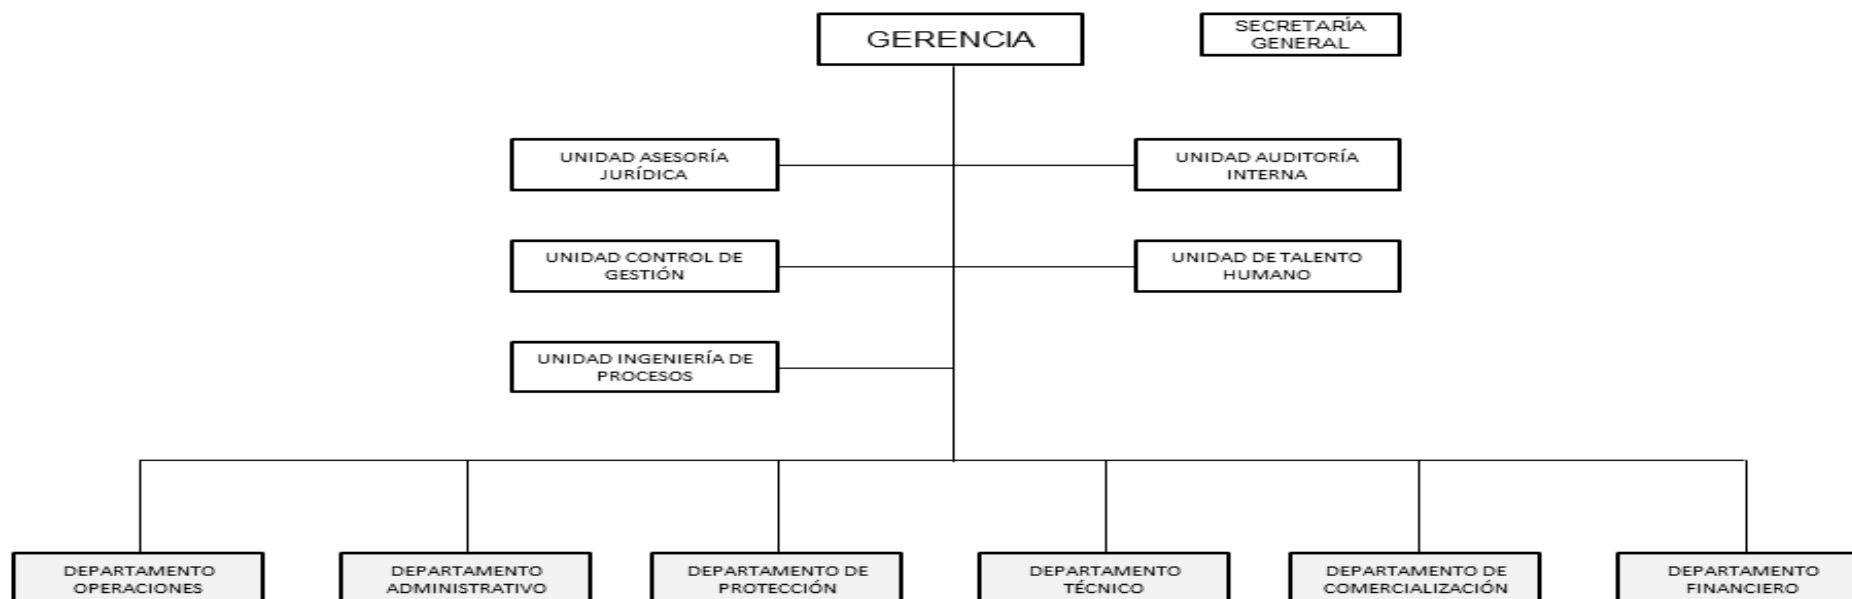 GERENCIA
SECRETARÍA
GENERAL
UNIDAD ASESORÍA
JURÍDICA
UNIDAD AUDITORÍA
INTERNA
UNIDAD CONTROL DE
GESTIÓN
UNIDAD DE TALENTO
HUMANO
UNIDAD INGENIERÍA DE
PROCESOS
DEPARTAMENTO
OPERACIONES
DEPARTAMENTO
ADMINISTRATIVO
DEPARTAMENTO DE
PROTECCIÓN
DEPARTAMENTO
TÉCNICO
DEPARTAMENTO DE
COMERCIALIZACIÓN
DEPARTAMENTO
FINANCIERO